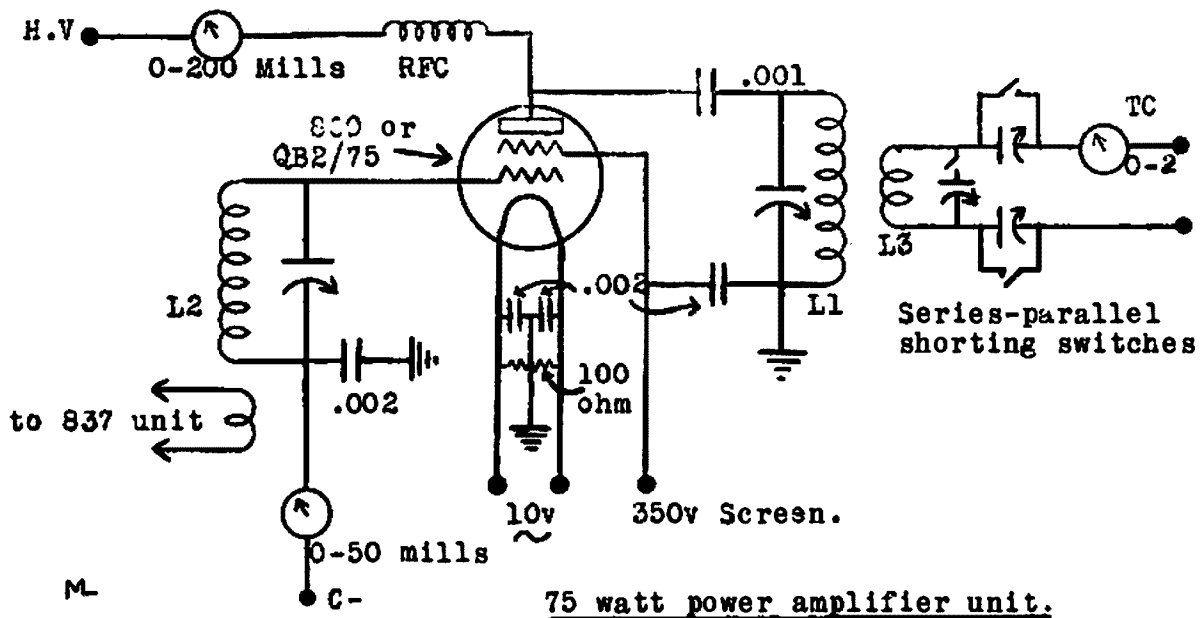 H.V
0-200 Mills
RFC
.001
TC
0-2
or
QB2/75
L2
L1
L3
.002
Series-parallel
shorting switches
100
ohm
.002
to 837 unit
10v
350v Screen.
0-50 mills
C-
75 watt power amplifier unit.